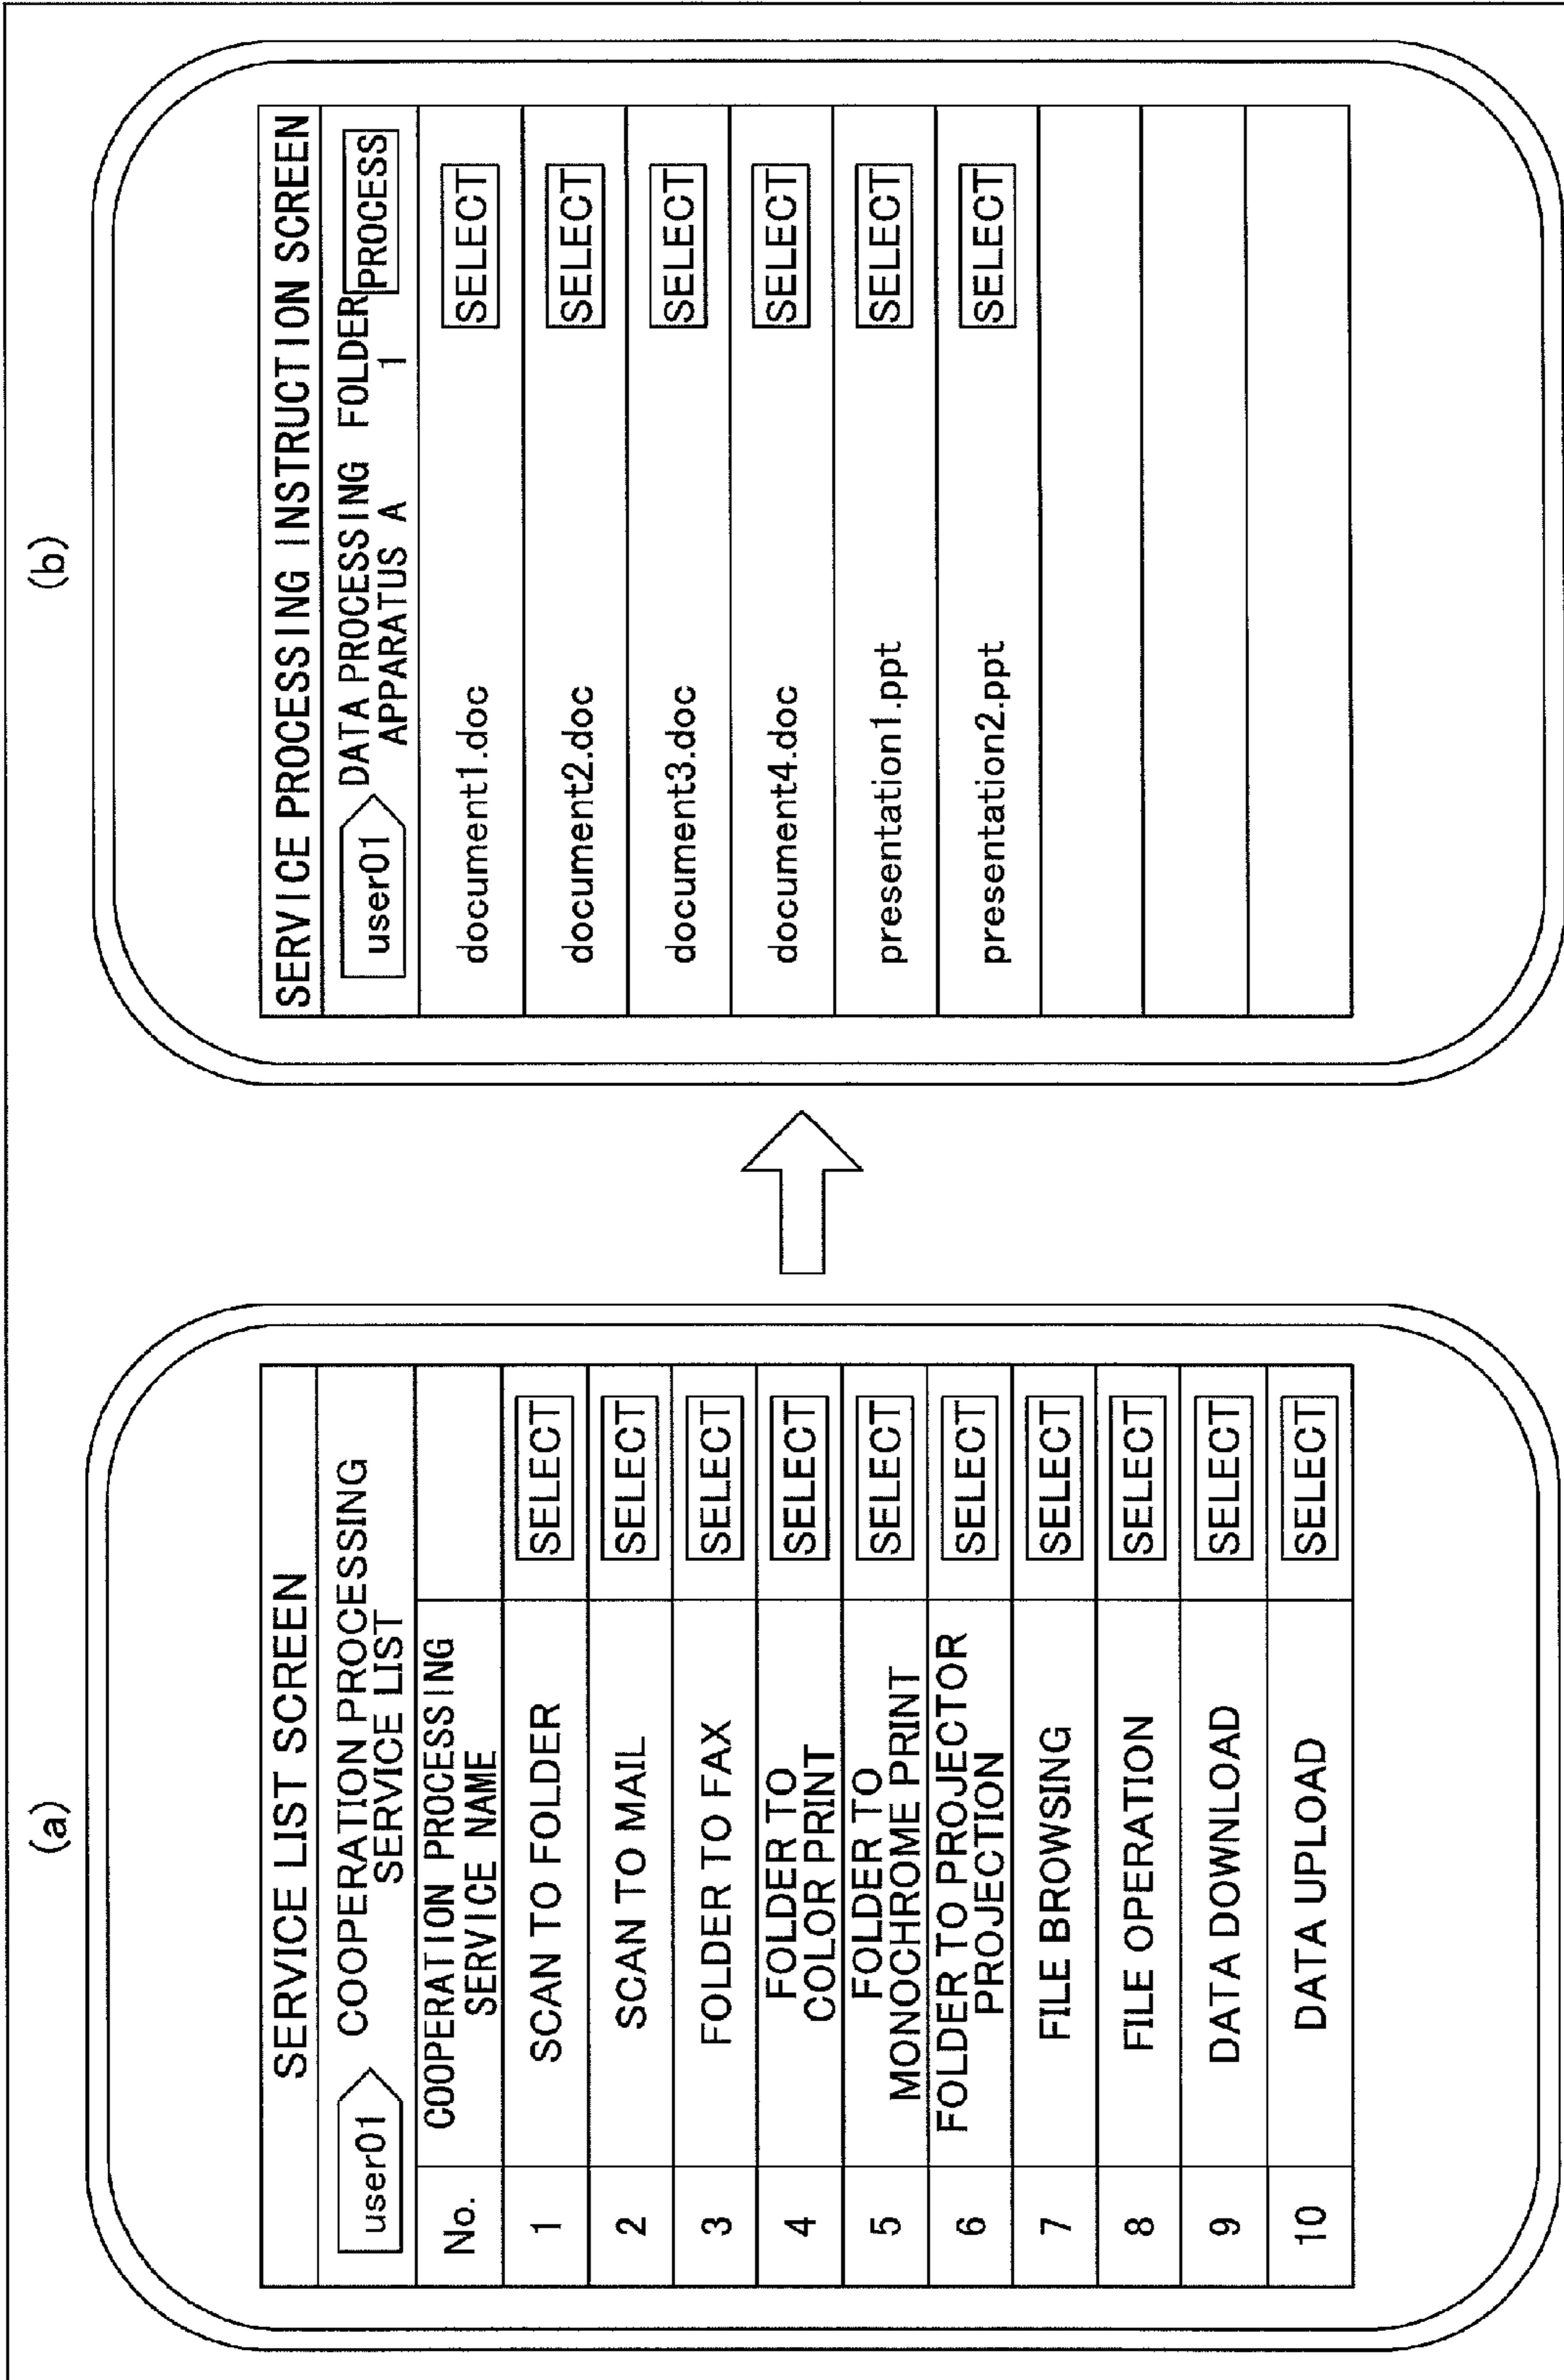 (a)
SERVICE LIST SCREEN
user01 COOPERATION PROCESSING
SERVICE LIST
No. COOPERATION PROCESSING
SERVICE NAME
1 SCAN TO FOLDER SELECT
2 SCAN TO MAIL SELECT
3 FOLDER TO FAX SELECT
4 FOLDER TO
COLOR PRINT SELECT
5 FOLDER TO
MONOCHROME PRINT SELECT
6 FOLDER TO PROJECTOR
PROJECTION SELECT
7 FILE BROWSING SELECT
8 FILE OPERATION SELECT
9 DATA DOWNLOAD SELECT
10 DATA UPLOAD SELECT
(b)
SERVICE PROCESSING INSTRUCTION SCREEN
user01 DATA PROCESSING FOLDER PROCESS
APPARATUS A 1
document1.doc SELECT
document2.doc SELECT
document3.doc SELECT
document4.doc SELECT
presentation1.ppt SELECT
presentation2.ppt SELECT